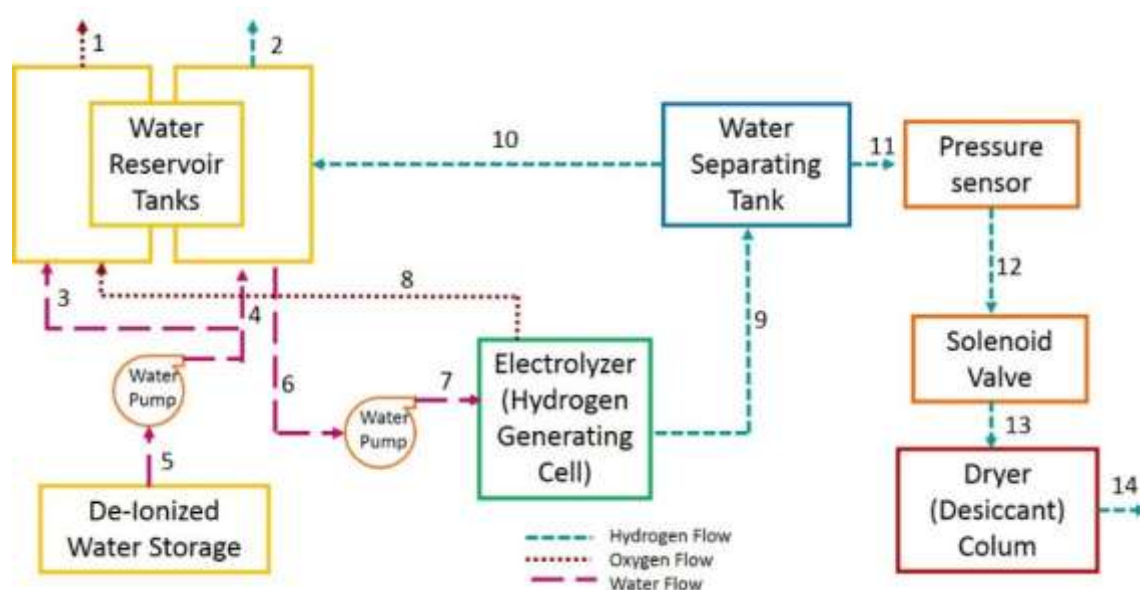 1
2
Water
Reservoir
Tanks
10
Water
Separating
Tank
11
Pressure
sensor
12
3
4
8
9
6
Water
Pump
7
Water
Pump
Electrolyzer
(Hydrogen
Generating
Cell)
Solenoid
Valve
13
5
De-Ionized
Water Storage
Dryer
(Desiccant)
Colum
14
Hydrogen Flow
Oxygen Flow
Water Flow